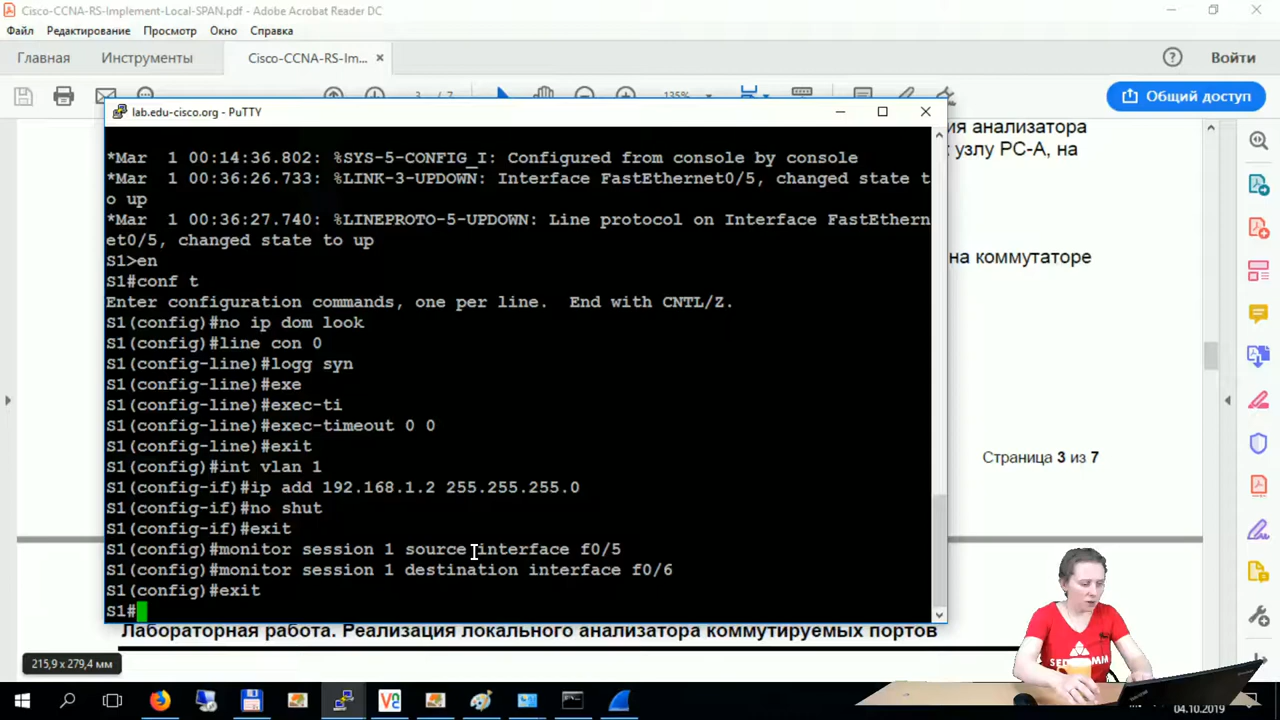 Cisco-CCNA-RS-Implement-Local-SPAN.pdf - Adobe Acrobat Reader DC
Файл Редактирование Просмотр Окно Справка
Главная Инструменты Cisco-CCNA-RS-Im... × Войти
3 / 7 135%
Общий доступ
lab.edu-cisco.org - PuTTY
ия анализатора
узлу PC-A, на
на коммутаторе
Страница 3 из 7
*Mar  1 00:14:36.802: %SYS-5-CONFIG_I: Configured from console by console
*Mar  1 00:36:26.733: %LINK-3-UPDOWN: Interface FastEthernet0/5, changed state t
o up
*Mar  1 00:36:27.740: %LINEPROTO-5-UPDOWN: Line protocol on Interface FastEthern
et0/5, changed state to up
S1>en
S1#conf t
Enter configuration commands, one per line.  End with CNTL/Z.
S1(config)#no ip dom look
S1(config)#line con 0
S1(config-line)#logg syn
S1(config-line)#exe
S1(config-line)#exec-ti
S1(config-line)#exec-timeout 0 0
S1(config-line)#exit
S1(config)#int vlan 1
S1(config-if)#ip add 192.168.1.2 255.255.255.0
S1(config-if)#no shut
S1(config-if)#exit
S1(config)#monitor session 1 source interface f0/5
S1(config)#monitor session 1 destination interface f0/6
S1(config)#exit
S1#
Лабораторная работа. Реализация локального анализатора коммутируемых портов
215,9 x 279,4 мм
04.10.2019